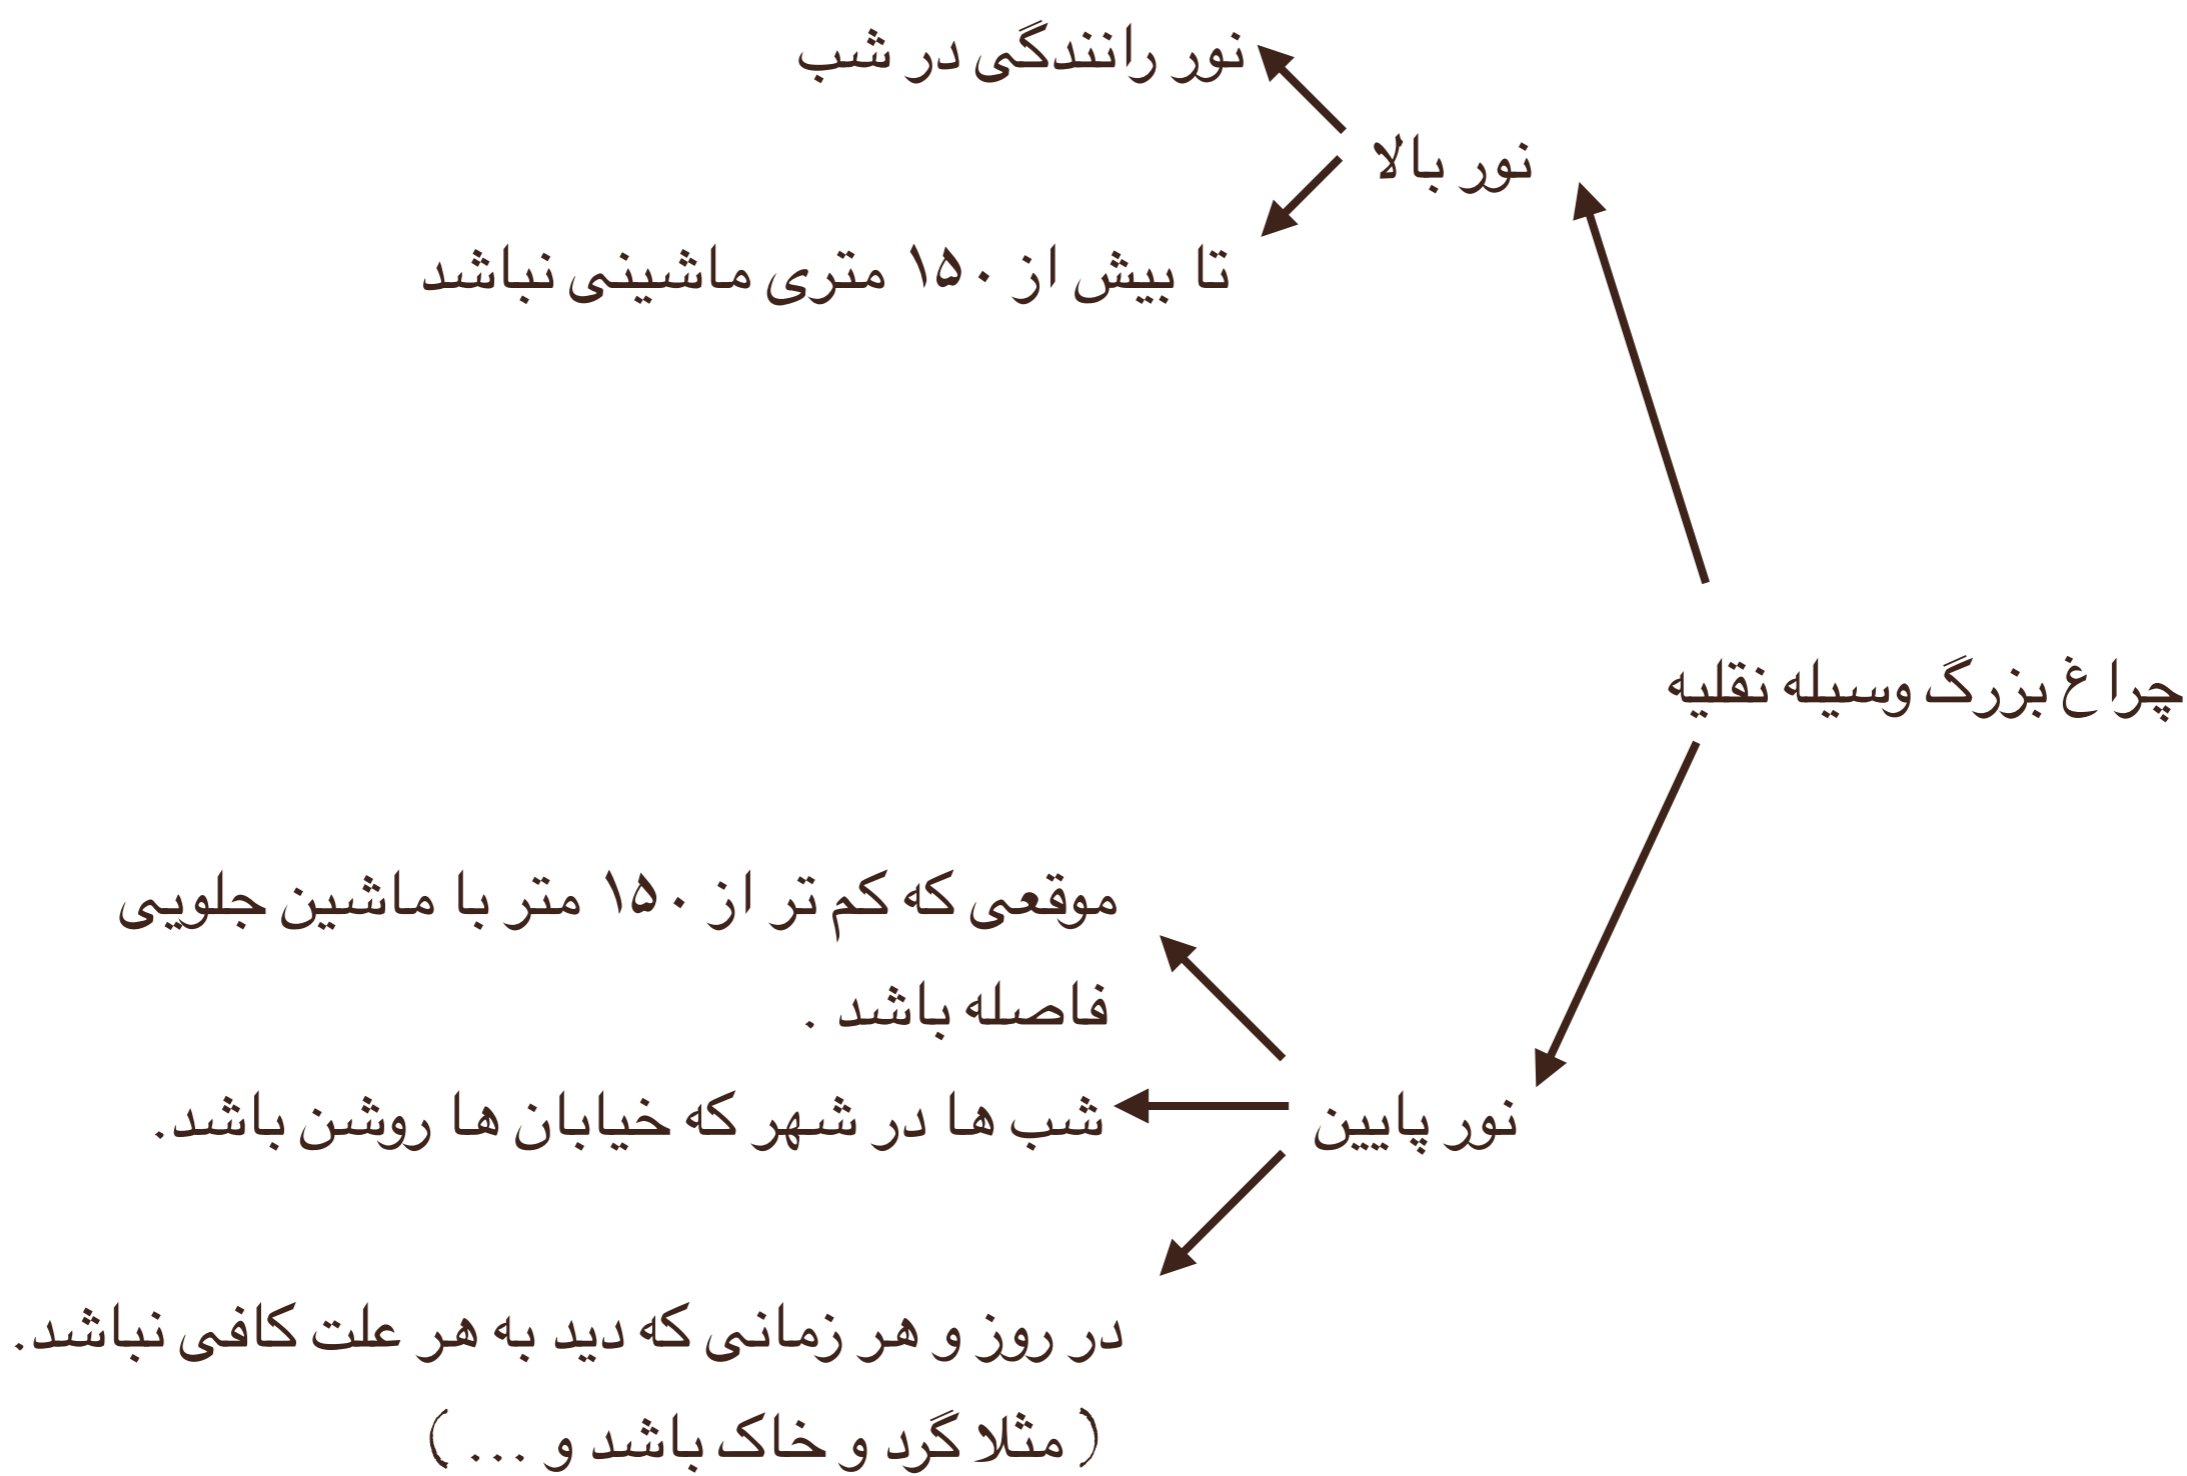 نور رانندگی در شب
نور بالا
تا بیش از ۱۵۰ متری ماشینی نباشد
چراغ بزرگ وسیله نقلیه
موقعی که کم تر از ۱۵۰ متر با ماشین جلویی
فاصله باشد .
شب ها در شهر که خیابان ها روشن باشد.
نور پایین
در روز و هر زمانی که دید به هر علت کافی نباشد.
( مثلا گرد و خاک باشد و ... )